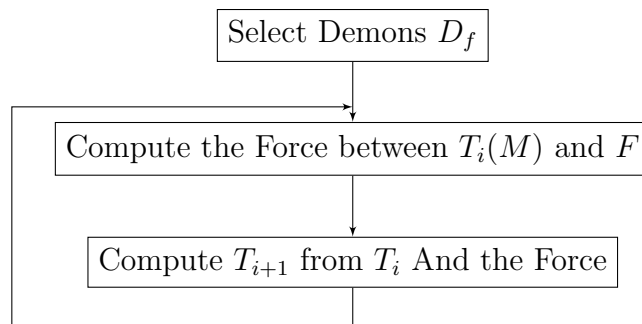 Select Demons $D_f$
Compute the Force between $T_i(M)$ and $F$
Compute $T_{i+1}$ from $T_i$ And the Force